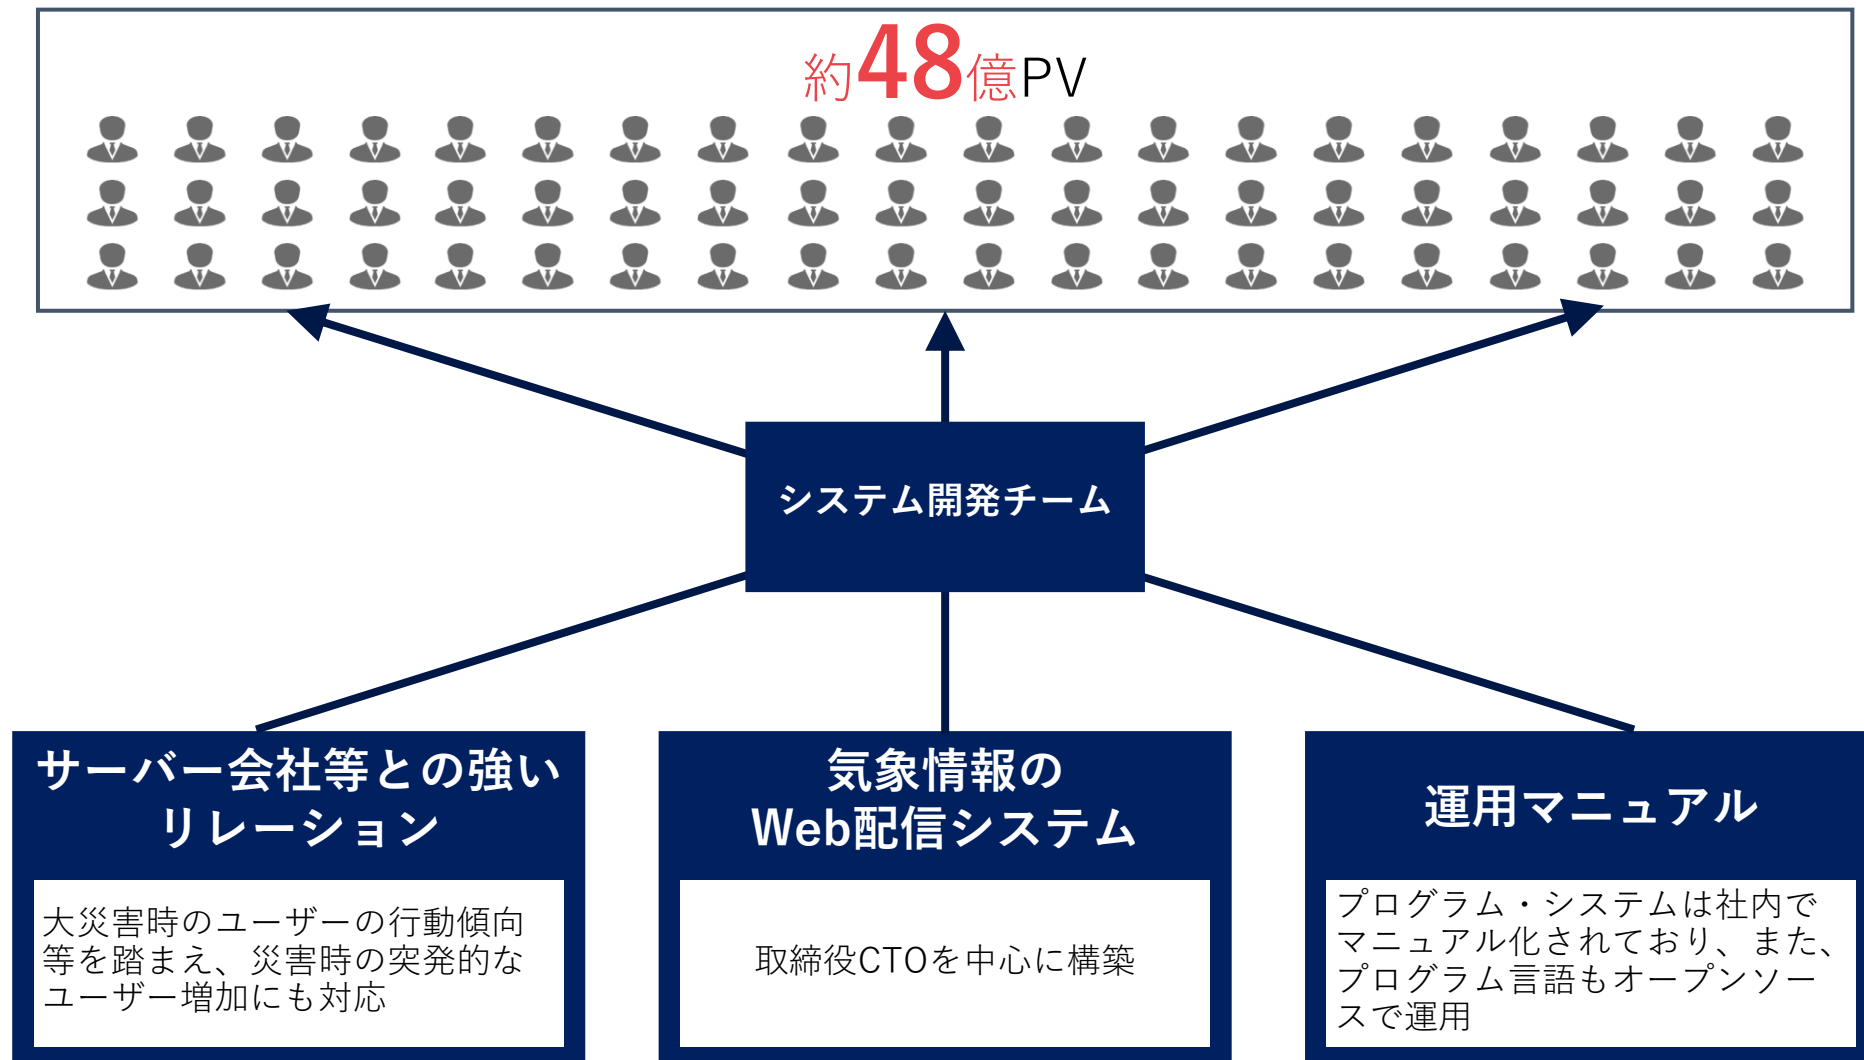 約48億PV
システム開発チーム
サーバー会社等との強い
リレーション
大災害時のユーザーの行動傾向
等を踏まえ、災害時の突発的な
ユーザー増加にも対応
気象情報の
Web配信システム
取締役CTOを中心に構築
運用マニュアル
プログラム・システムは社内で
マニュアル化されており、また、
プログラム言語もオープンソー
スで運用